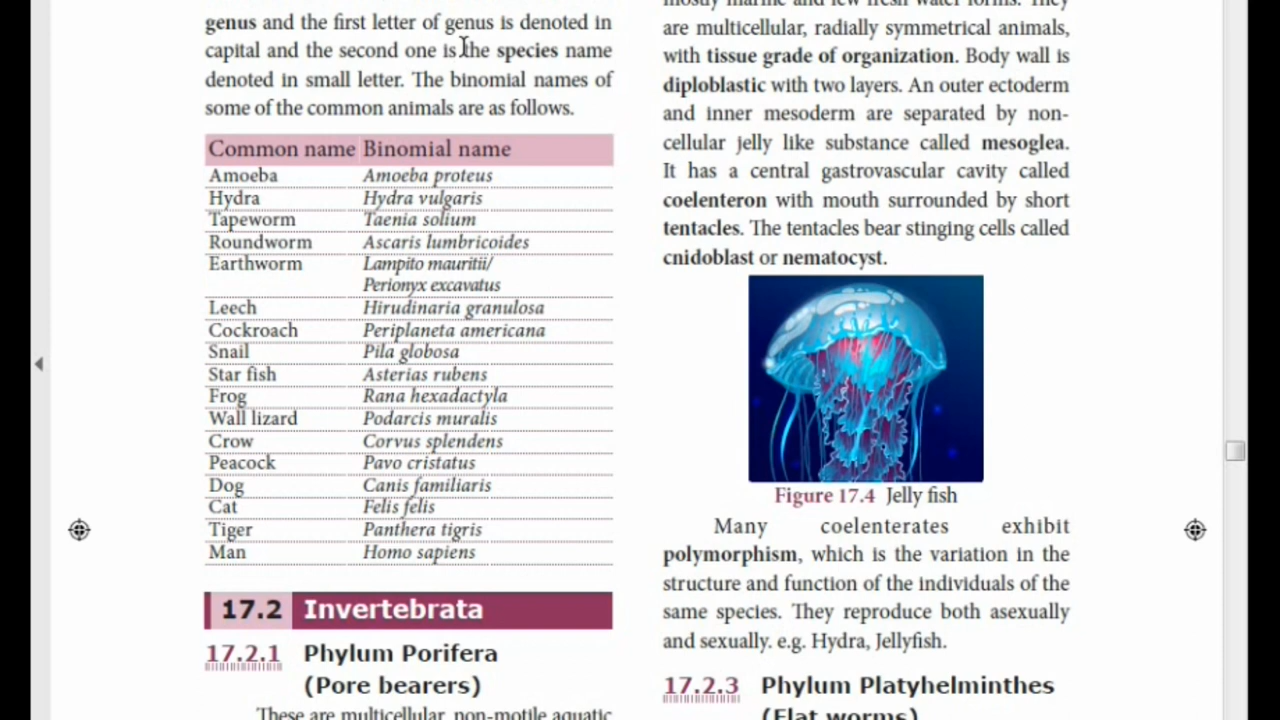 genus and the first letter of genus is denoted in
capital and the second one is the species name
denoted in small letter. The binomial names of
some of the common animals are as follows.
Common name Binomial name
Amoeba Amoeba proteus
Hydra Hydra vulgaris
Tapeworm Taenia solium
Roundworm Ascaris lumbricoides
Earthworm Lampito mauritii/
Perionyx excavatus
Leech Hirudinaria granulosa
Cockroach Periplaneta americana
Snail Pila globosa
Star fish Asterias rubens
Frog Rana hexadactyla
Wall lizard Podarcis muralis
Crow Corvus splendens
Peacock Pavo cristatus
Dog Canis familiaris
Cat Felis felis
Tiger Panthera tigris
Man Homo sapiens
17.2 Invertebrata
17.2.1 Phylum Porifera
(Pore bearers)
These are multicellular, non-motile aquatic
mostly marine and few fresh water forms. They
are multicellular, radially symmetrical animals,
with tissue grade of organization. Body wall is
diploblastic with two layers. An outer ectoderm
and inner mesoderm are separated by non-
cellular jelly like substance called mesoglea.
It has a central gastrovascular cavity called
coelenteron with mouth surrounded by short
tentacles. The tentacles bear stinging cells called
cnidoblast or nematocyst.
Figure 17.4 Jelly fish
Many coelenterates exhibit
polymorphism, which is the variation in the
structure and function of the individuals of the
same species. They reproduce both asexually
and sexually. e.g. Hydra, Jellyfish.
17.2.3 Phylum Platyhelminthes
(Flat worms)